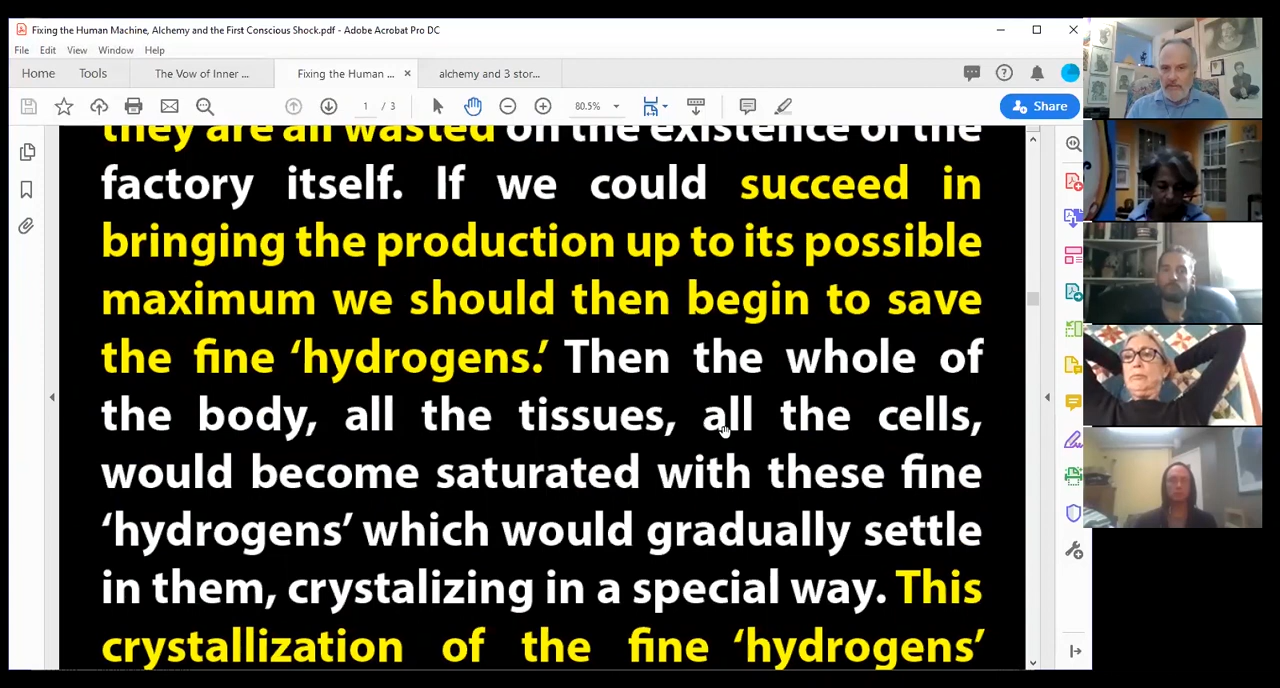 Fixing the Human Machine, Alchemy and the First Conscious Shock.pdf - Adobe Acrobat Pro DC
File Edit View Window Help
Home Tools The Vow of Inner ... Fixing the Human ... × alchemy and 3 stor...
1 / 3 80.5% Share
they are all wasted on the existence of the
factory itself. If we could succeed in
bringing the production up to its possible
maximum we should then begin to save
the fine ‘hydrogens.’ Then the whole of
the body, all the tissues, all the cells,
would become saturated with these fine
‘hydrogens’ which would gradually settle
in them, crystalizing in a special way. This
crystallization of the fine ‘hydrogens’